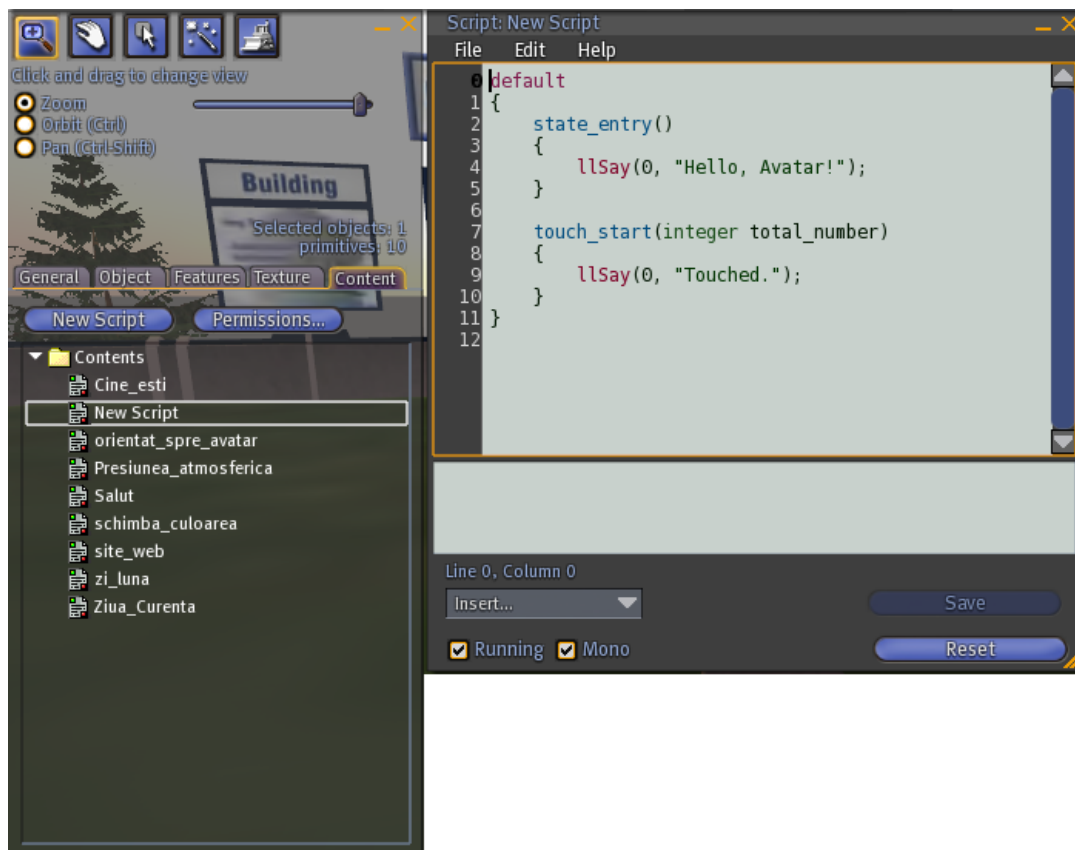 Click and drag to change view
Zoom
Orbit (Ctrl)
Pan (Ctrl-Shift)
Building
Selected objects: 1
primitives: 10
General Object Features Texture Content
New Script Permissions...
Contents
Cine_esti
New Script
orientat_spre_avatar
Presiunea_atmosferica
Salut
schimba_culoarea
site_web
zi_luna
Ziua_Curenta
Script: New Script
File Edit Help
0 default
1 {
2 state_entry()
3 {
4 llSay(0, "Hello, Avatar!");
5 }
6
7 touch_start(integer total_number)
8 {
9 llSay(0, "Touched.");
10 }
11 }
12
Line 0, Column 0
Insert...
Save
Running Mono
Reset